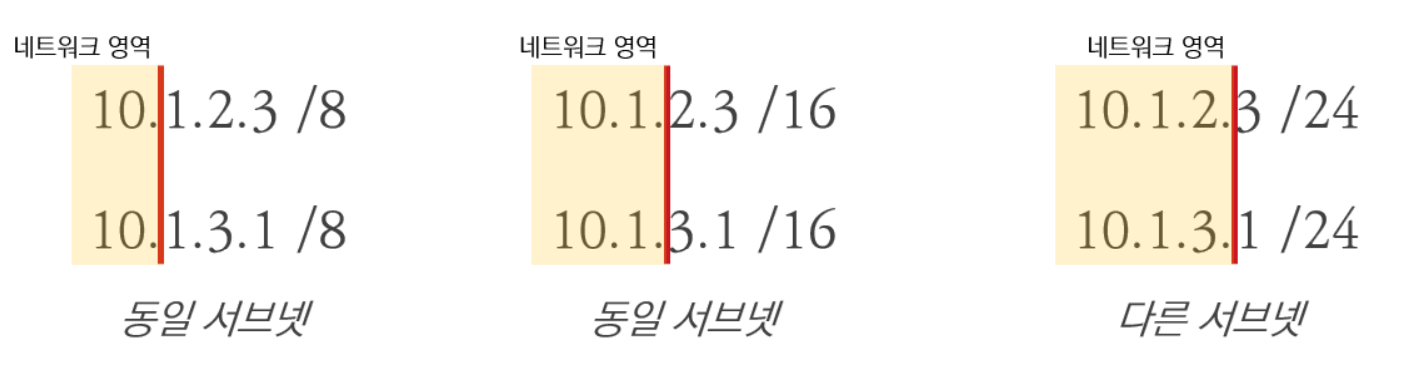 네트워크 영역
10.1.2.3 /8
10.1.3.1 /8
동일 서브넷
네트워크 영역
10.1.2.3 /16
10.1.3.1 /16
동일 서브넷
네트워크 영역
10.1.2.3 /24
10.1.3.1 /24
다른 서브넷